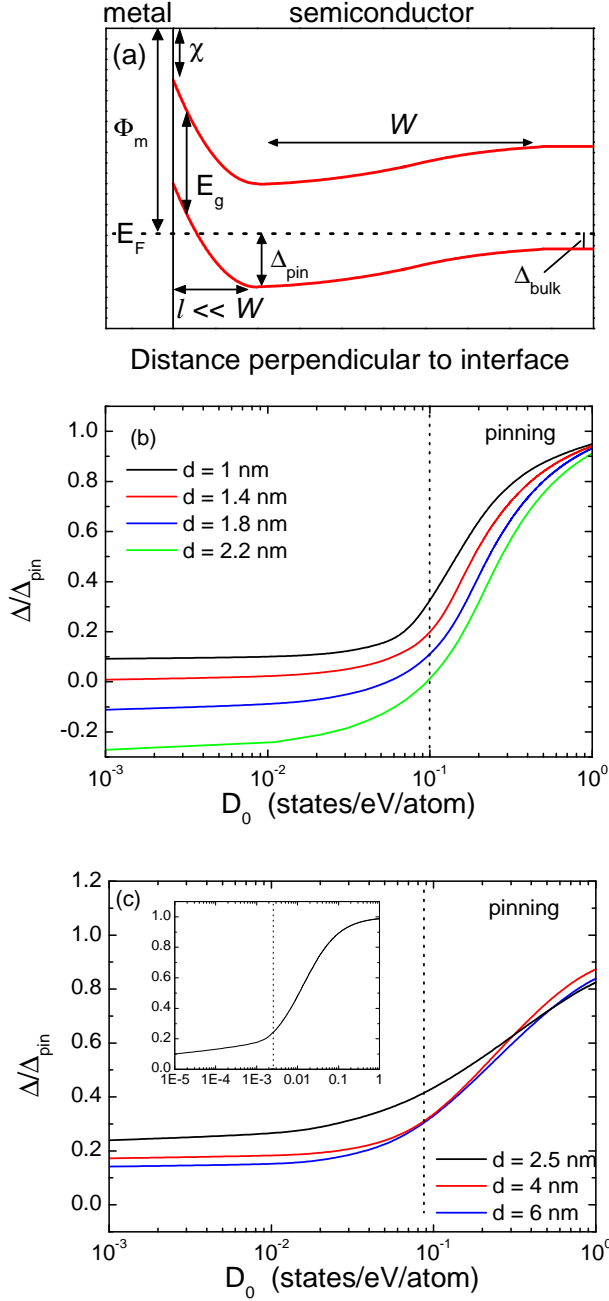 metal semiconductor
(a)
χ
Φm
W
Eg
EF
Δpin
Δbulk
l << W
Distance perpendicular to interface
(b) pinning
d = 1 nm
d = 1.4 nm
d = 1.8 nm
d = 2.2 nm
1.0
0.8
0.6
0.4
0.2
0.0
-0.2
Δ/Δpin
10-3 10-2 10-1 100
D0 (states/eV/atom)
(c) pinning
1.2
1.0
0.8
0.6
0.4
0.2
0.0
Δ/Δpin
1.0
0.8
0.6
0.4
0.2
0.0
1E-5 1E-4 1E-3 0.01 0.1 1
d = 2.5 nm
d = 4 nm
d = 6 nm
10-3 10-2 10-1 100
D0 (states/eV/atom)